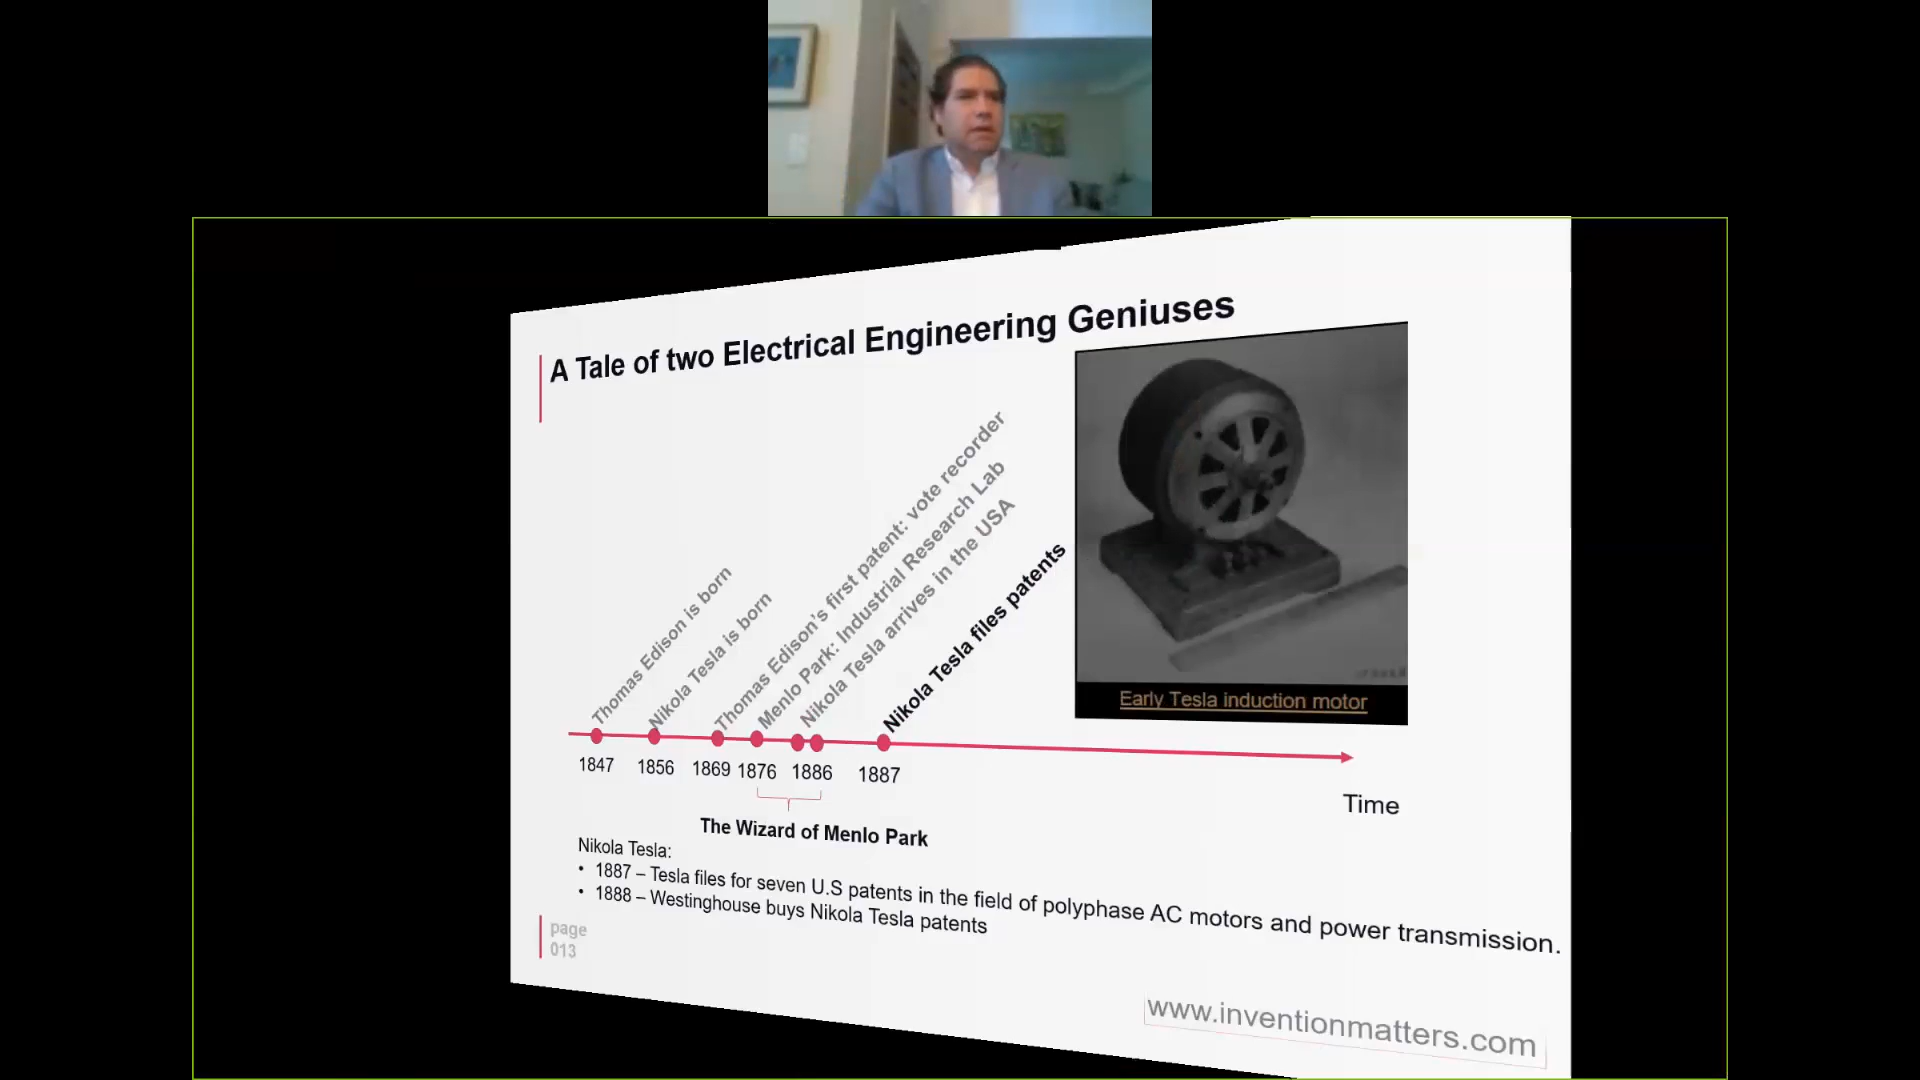 A Tale of two Electrical Engineering Geniuses
Thomas Edison is born
Nikola Tesla is born
Thomas Edison's first patent: vote recorder
Menlo Park: Industrial Research Lab
Nikola Tesla arrives in the USA
Nikola Tesla files patents
Early Tesla induction motor
1847 1856 1869 1876 1886 1887
Time
The Wizard of Menlo Park
Nikola Tesla:
• 1887 – Tesla files for seven U.S patents in the field of polyphase AC motors and power transmission.
• 1888 – Westinghouse buys Nikola Tesla patents
page
013
www.inventionmatters.com